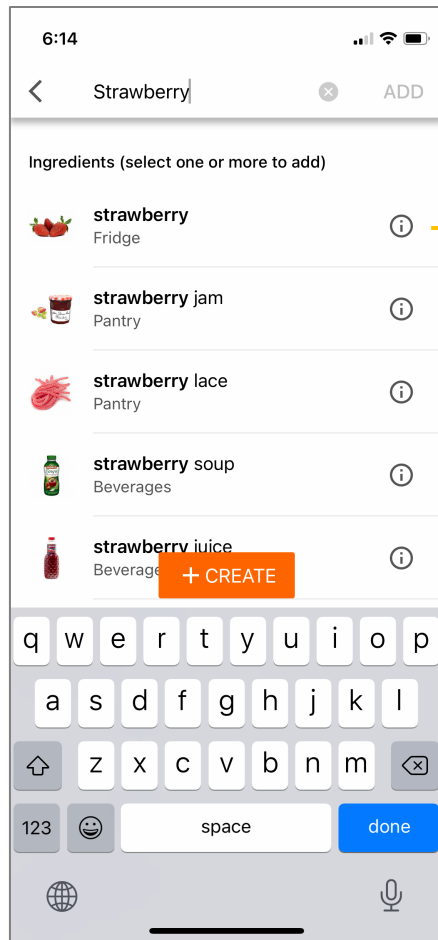 6:14
Strawberry
ADD
Ingredients (select one or more to add)
strawberry
Fridge
strawberry jam
Pantry
strawberry lace
Pantry
strawberry soup
Beverages
strawberry juice
Beverage
+ CREATE
q w e r t y u i o p
a s d f g h j k l
z x c v b n m
123 space done